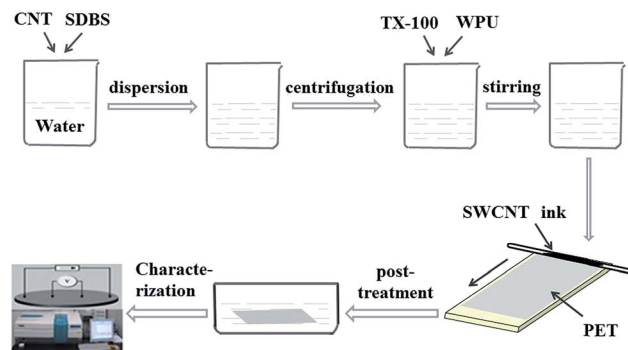 CNT SDBS
Water
dispersion
centrifugation
TX-100 WPU
stirring
SWCNT ink
PET
post-
treatment
Characte-
rization
V